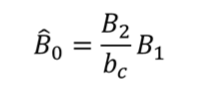 B̂₀ = B₂/b_c B₁